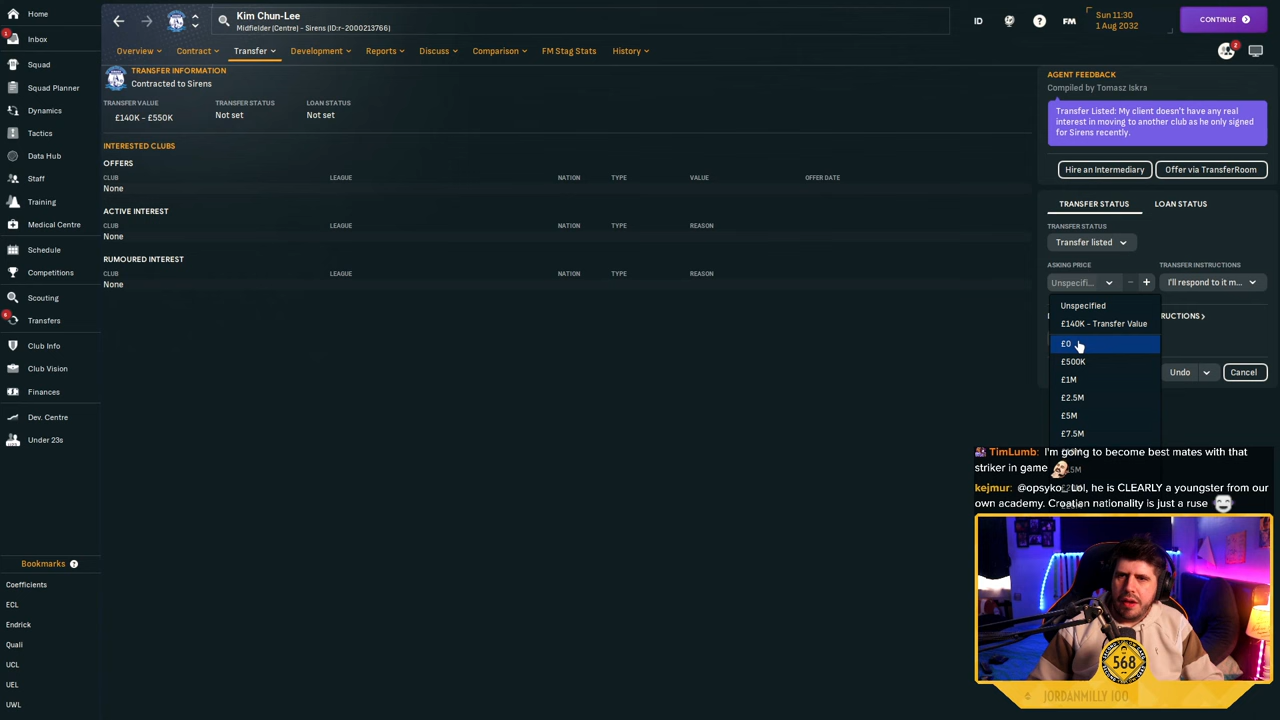 Home
Inbox
1
Squad
Squad Planner
Dynamics
Tactics
Data Hub
Staff
Training
Medical Centre
Schedule
Competitions
Scouting
Transfers
6
Club Info
Club Vision
Finances
Dev. Centre
Under 23s
Bookmarks ?
Coefficients
ECL
Endrick
Quali
UCL
UEL
UWL
Kim Chun-Lee
Midfielder (Centre) - Sirens (ID:r-2000213766)
ID
?
FM
Sun 11:30
1 Aug 2032
CONTINUE
Overview
Contract
Transfer
Development
Reports
Discuss
Comparison
FM Stag Stats
History
2
TRANSFER INFORMATION
Contracted to Sirens
TRANSFER VALUE TRANSFER STATUS LOAN STATUS
£140K - £550K Not set Not set
INTERESTED CLUBS
OFFERS
CLUB LEAGUE NATION TYPE VALUE OFFER DATE
None
ACTIVE INTEREST
CLUB LEAGUE NATION TYPE REASON
None
RUMOURED INTEREST
CLUB LEAGUE NATION TYPE REASON
None
AGENT FEEDBACK
Compiled by Tomasz Iskra
Transfer Listed: My client doesn't have any real
interest in moving to another club as he only signed
for Sirens recently.
Hire an Intermediary
Offer via TransferRoom
TRANSFER STATUS LOAN STATUS
TRANSFER STATUS
Transfer listed
ASKING PRICE TRANSFER INSTRUCTIONS
Unspecifi... − + I'll respond to it m...
Unspecified
£140K - Transfer Value
£0
£500K
£1M
£2.5M
£5M
£7.5M
Undo
Cancel
TimLumb: I'm going to become best mates with that
striker in game
kejmur: @opsyko_ Lol, he is CLEARLY a youngster from our
own academy. Croatian nationality is just a ruse
568
JORDANMILLY 100